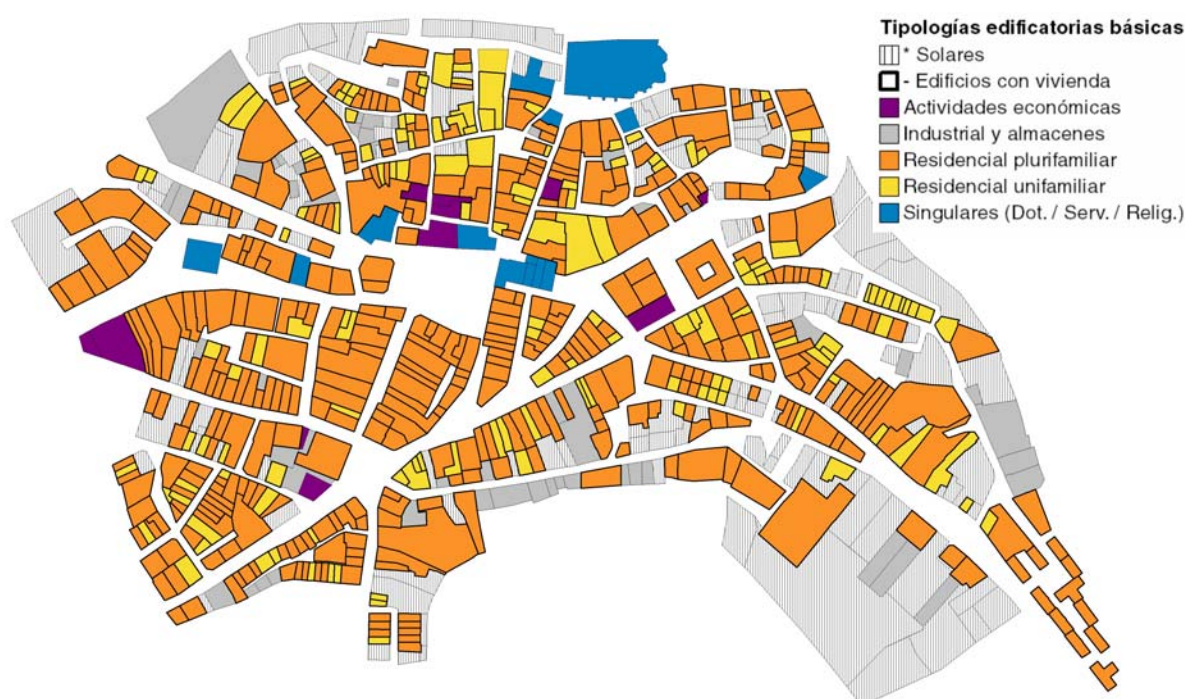 Tipologías edificatorias básicas
* Solares
- Edificios con vivienda
Actividades económicas
Industrial y almacenes
Residencial plurifamiliar
Residencial unifamiliar
Singulares (Dot. / Serv. / Relig.)